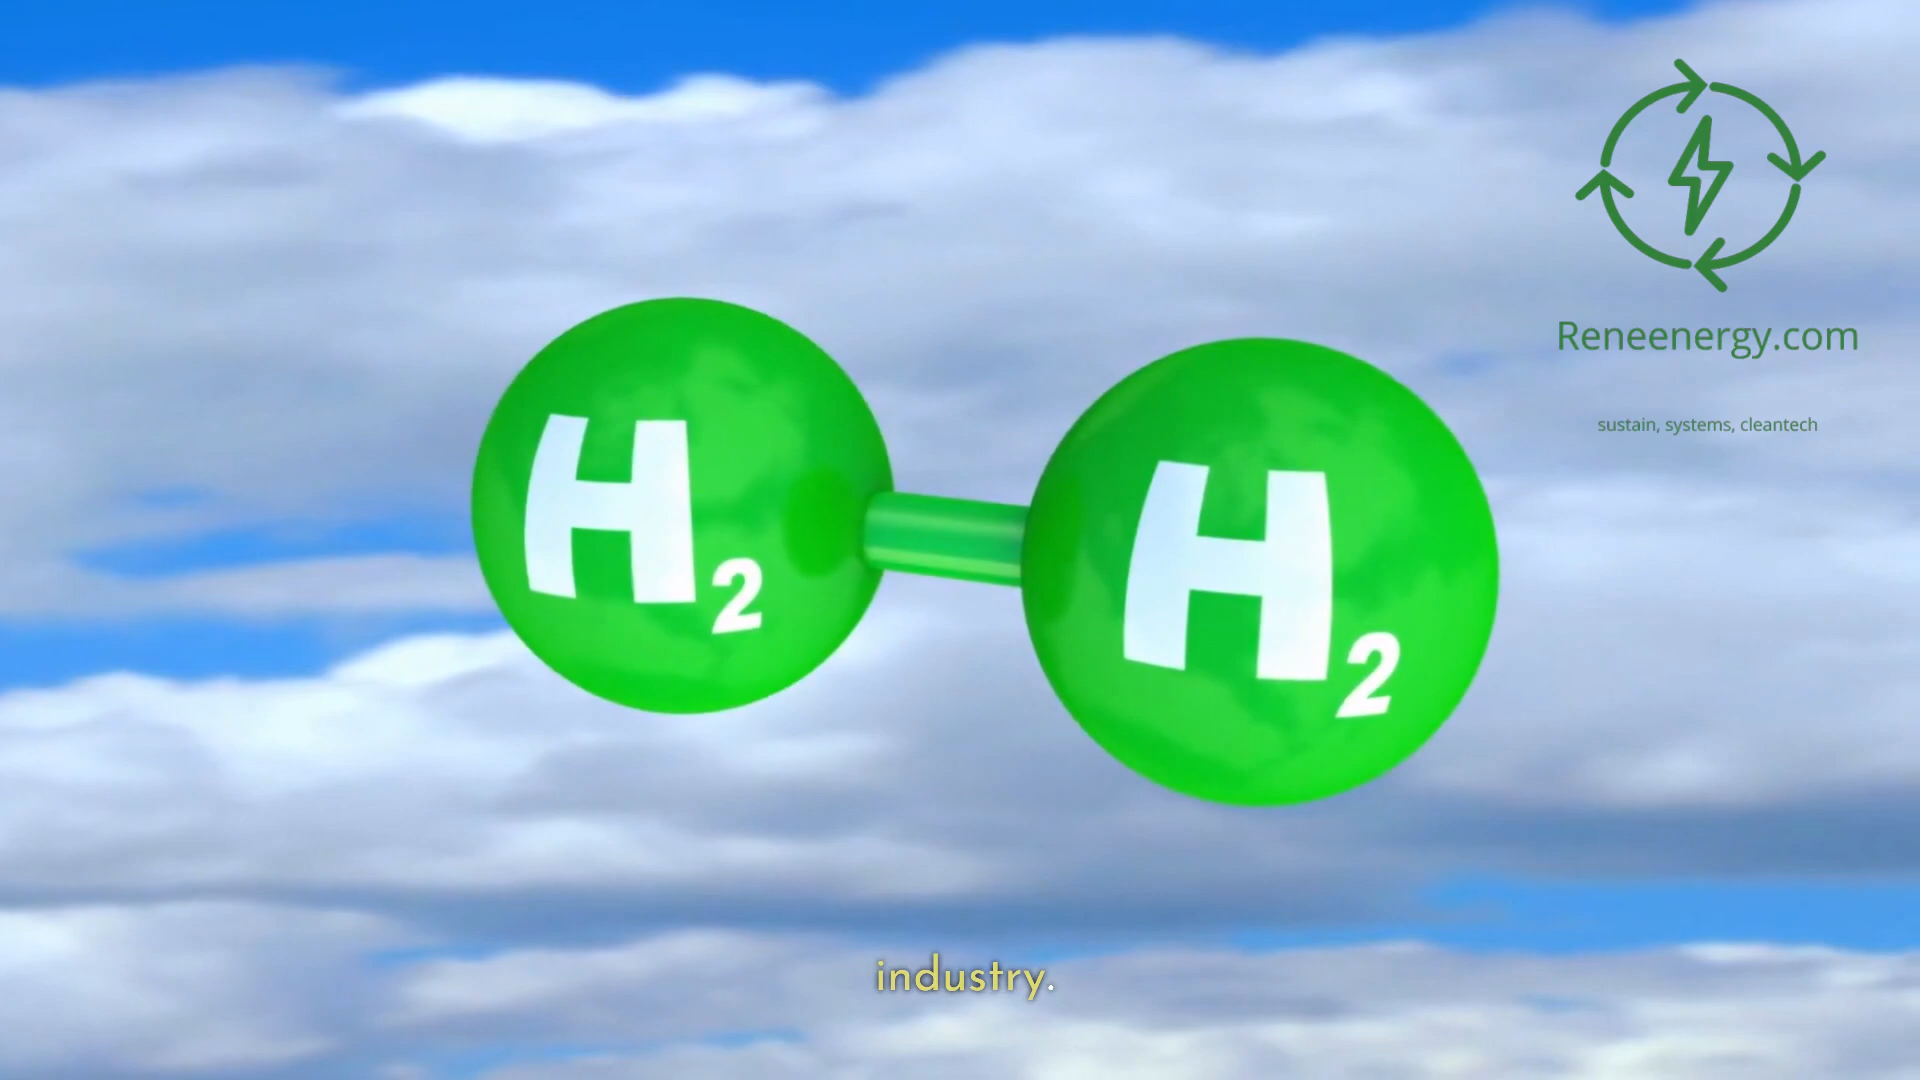 Reneenergy.com
sustain, systems, cleantech
H2
H2
industry.